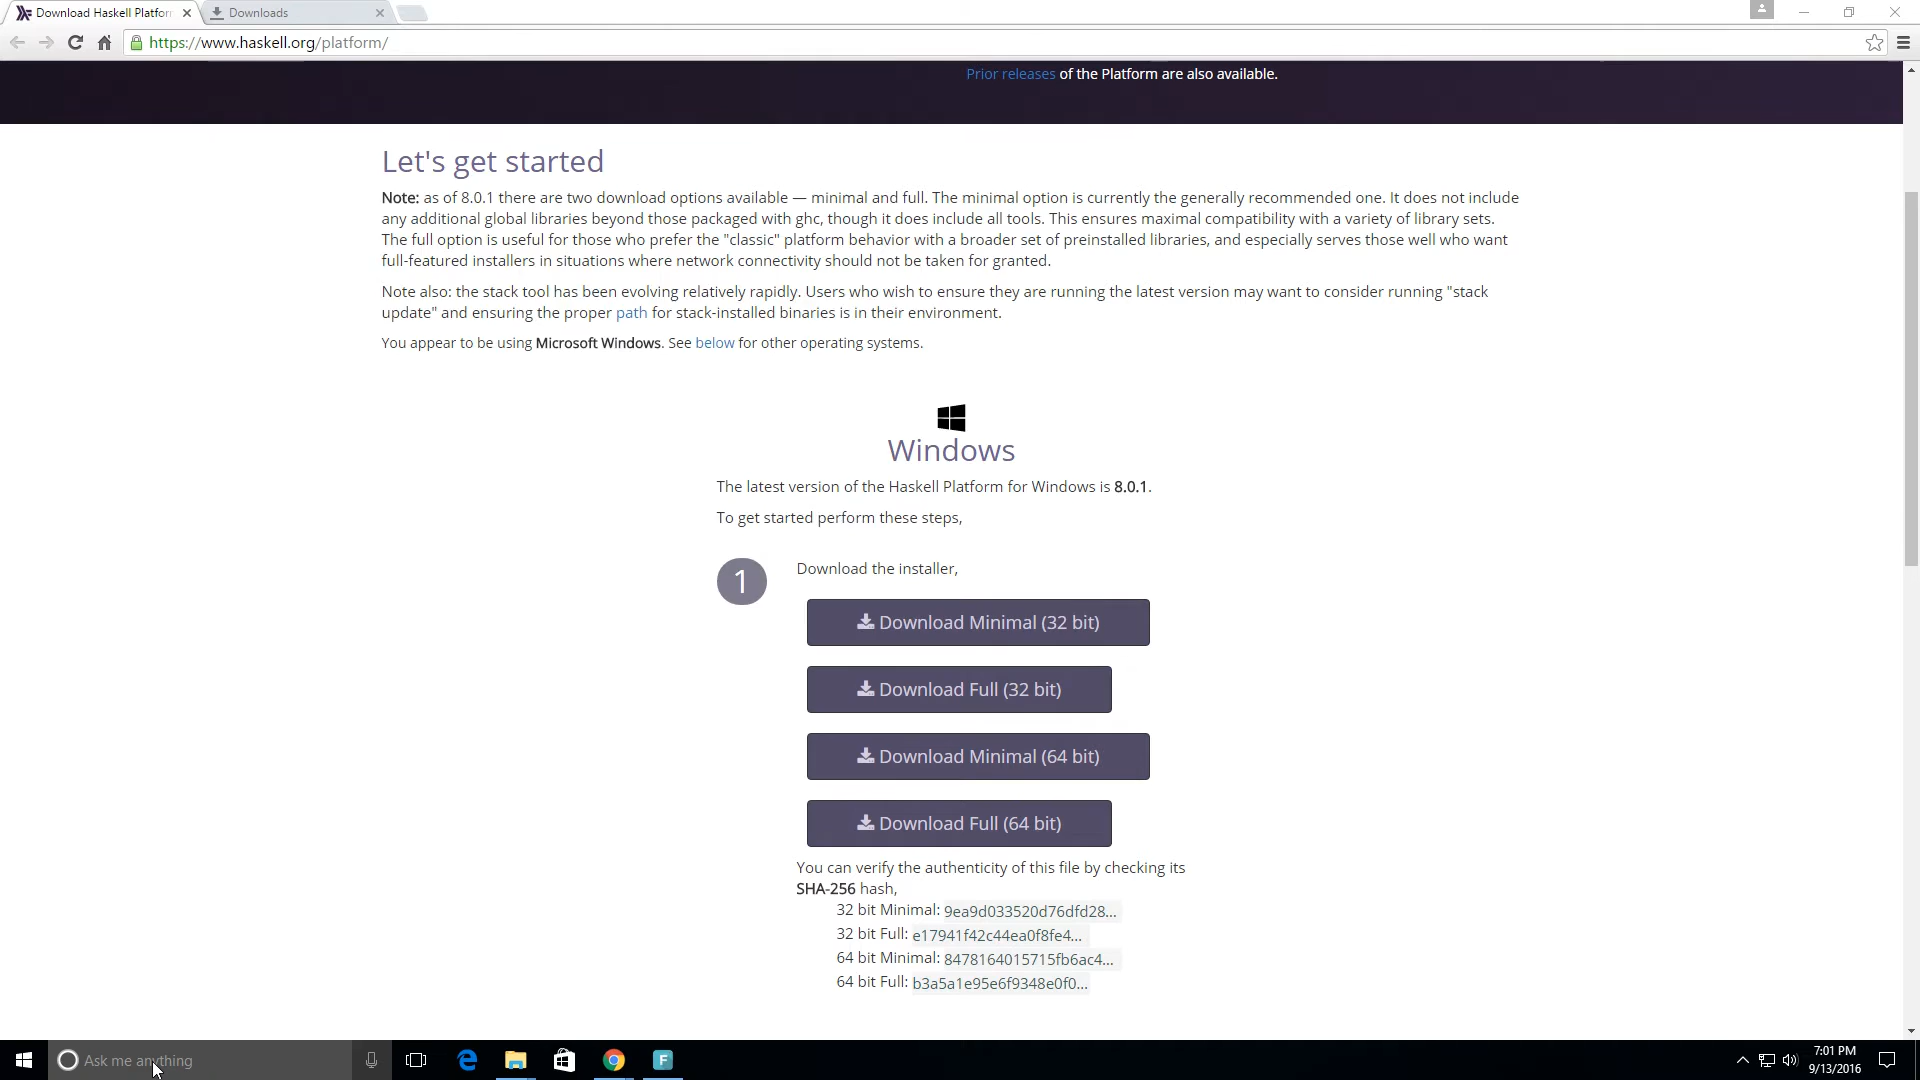 Download Haskell Platfor
Downloads
https://www.haskell.org/platform/
Prior releases of the Platform are also available.
Let's get started
Note: as of 8.0.1 there are two download options available — minimal and full. The minimal option is currently the generally recommended one. It does not include
any additional global libraries beyond those packaged with ghc, though it does include all tools. This ensures maximal compatibility with a variety of library sets.
The full option is useful for those who prefer the "classic" platform behavior with a broader set of preinstalled libraries, and especially serves those well who want
full-featured installers in situations where network connectivity should not be taken for granted.
Note also: the stack tool has been evolving relatively rapidly. Users who wish to ensure they are running the latest version may want to consider running "stack
update" and ensuring the proper path for stack-installed binaries is in their environment.
You appear to be using Microsoft Windows. See below for other operating systems.
Windows
The latest version of the Haskell Platform for Windows is 8.0.1.
To get started perform these steps,
1
Download the installer,
Download Minimal (32 bit)
Download Full (32 bit)
Download Minimal (64 bit)
Download Full (64 bit)
You can verify the authenticity of this file by checking its
SHA-256 hash,
32 bit Minimal: 9ea9d033520d76dfd28...
32 bit Full: e17941f42c44ea0f8fe4...
64 bit Minimal: 8478164015715fb6ac4...
64 bit Full: b3a5a1e95e6f9348e0f0...
Ask me anything
F
7:01 PM
9/13/2016